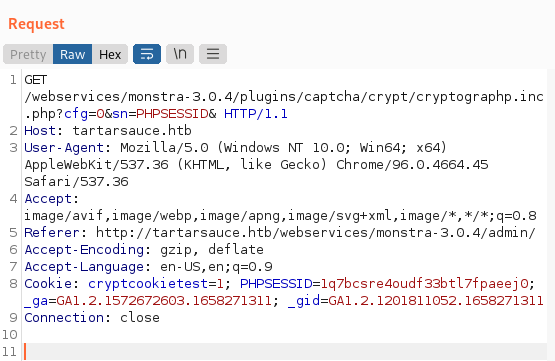 Request
Pretty Raw Hex \n
1 GET
/webservices/monstra-3.0.4/plugins/captcha/crypt/cryptographp.inc
.php?cfg=0&sn=PHPSESSID& HTTP/1.1
2 Host: tartarsauce.htb
3 User-Agent: Mozilla/5.0 (Windows NT 10.0; Win64; x64)
AppleWebKit/537.36 (KHTML, like Gecko) Chrome/96.0.4664.45
Safari/537.36
4 Accept:
image/avif,image/webp,image/apng,image/svg+xml,image/*,*/*;q=0.8
5 Referer: http://tartarsauce.htb/webservices/monstra-3.0.4/admin/
6 Accept-Encoding: gzip, deflate
7 Accept-Language: en-US,en;q=0.9
8 Cookie: cryptcookietest=1; PHPSESSID=1q7bcsre4oudf33btl7fpaeej0;
_ga=GA1.2.1572672603.1658271311; _gid=GA1.2.1201811052.1658271311
9 Connection: close
10
11